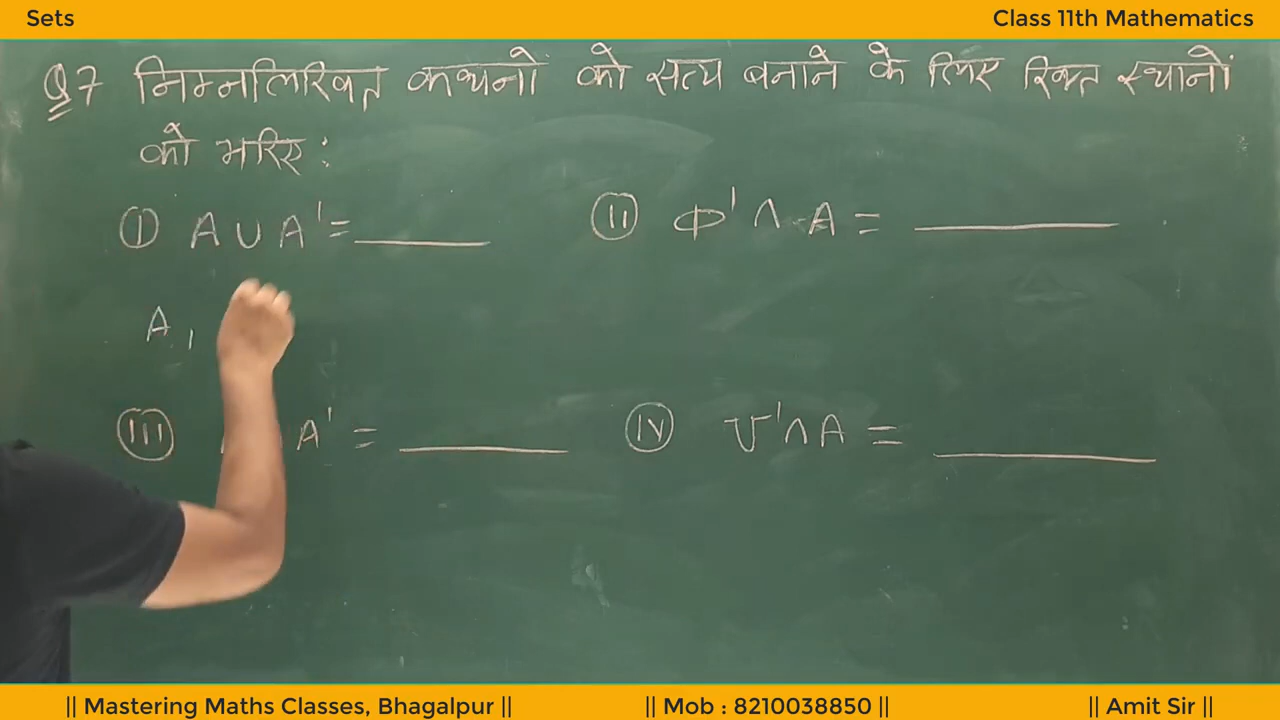 Sets Class 11th Mathematics
Q7 निम्नलिखित कथनों को सत्य बनाने के लिए रिक्त स्थानों
को भरिए :
(i) A ∪ A' = ______ (ii) Φ' ∩ A = ______
A,
(iii) A' = ______ (iv) U' ∩ A = ______
|| Mastering Maths Classes, Bhagalpur || || Mob : 8210038850 || || Amit Sir ||